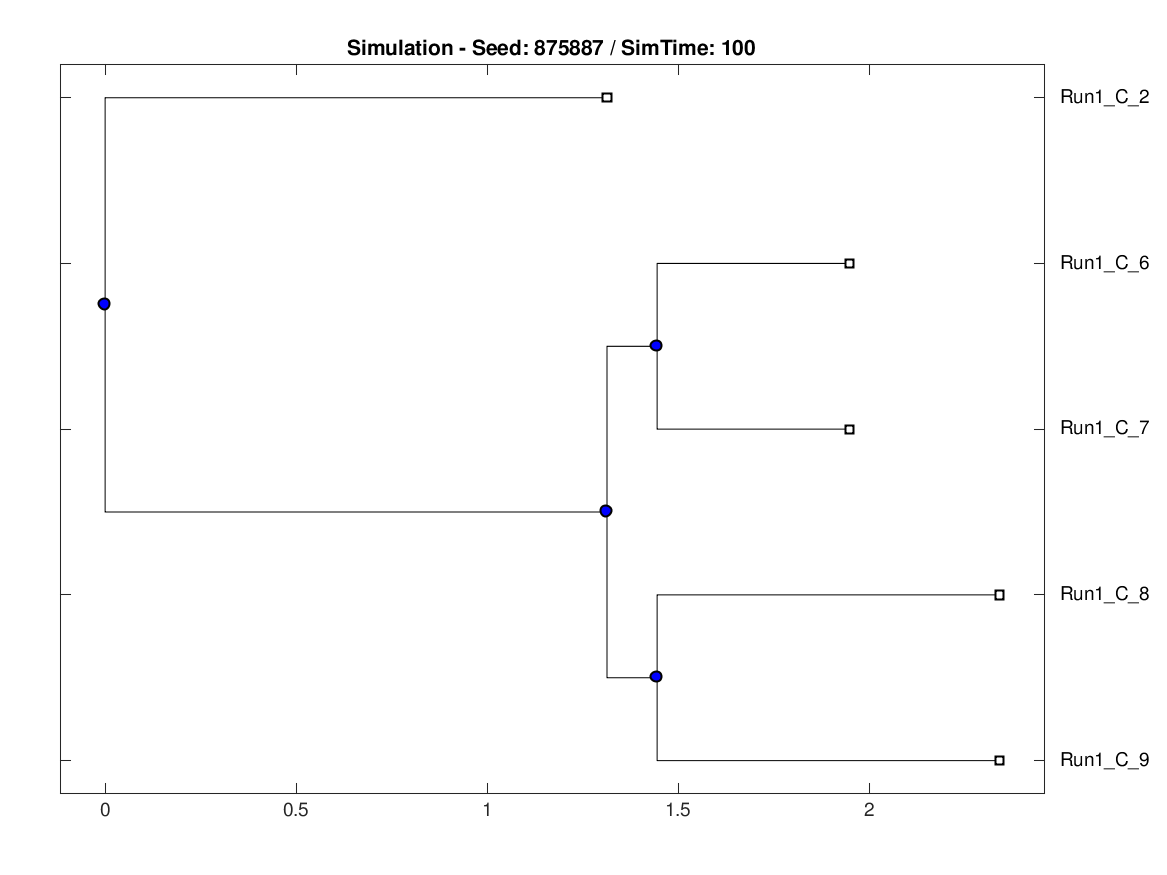 Simulation - Seed: 875887 / SimTime: 100
Run1_C_2
Run1_C_6
Run1_C_7
Run1_C_8
Run1_C_9
0 0.5 1 1.5 2